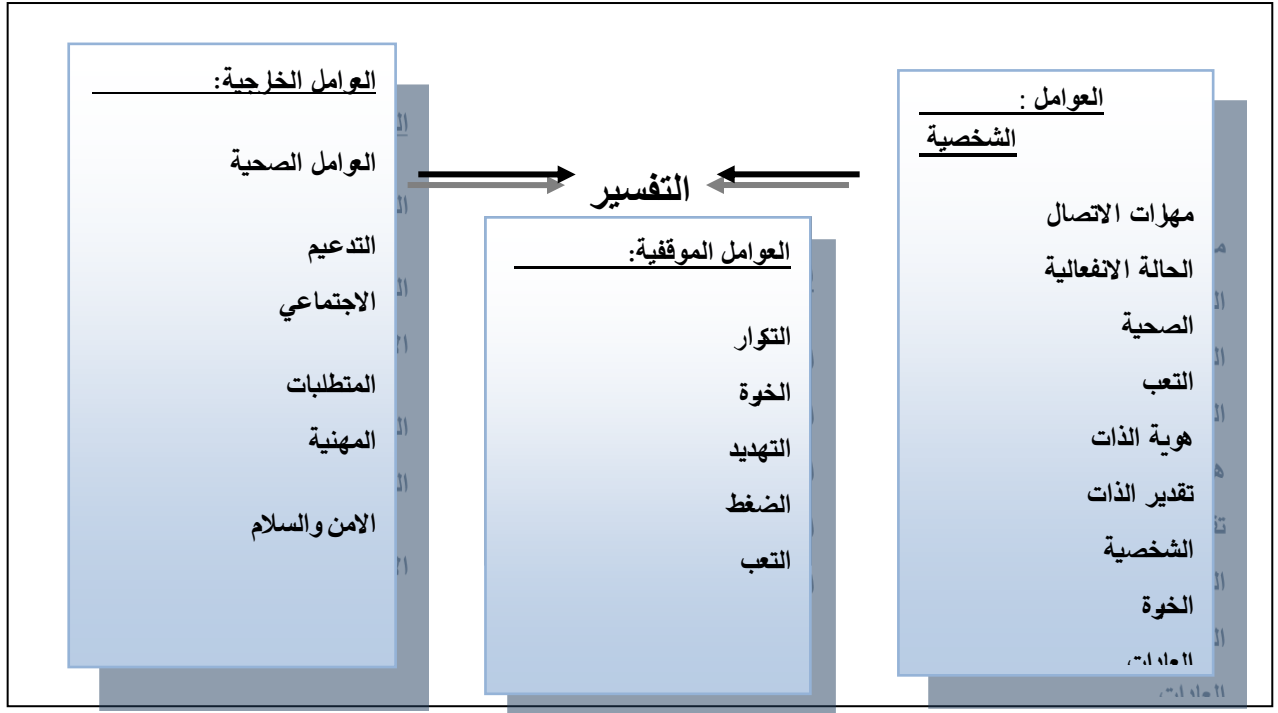 العوامل :
الشخصية
مهارات الاتصال
الحالة الانفعالية
الصحية
التعب
هوية الذات
تقدير الذات
الشخصية
الخبرة
العادات
التفسير
العوامل الموقفية:
التكرار
الخبرة
التهديد
الضغط
التعب
العوامل الخارجية:
العوامل الصحية
التدعيم
الاجتماعي
المتطلبات
المهنية
الامن والسلام